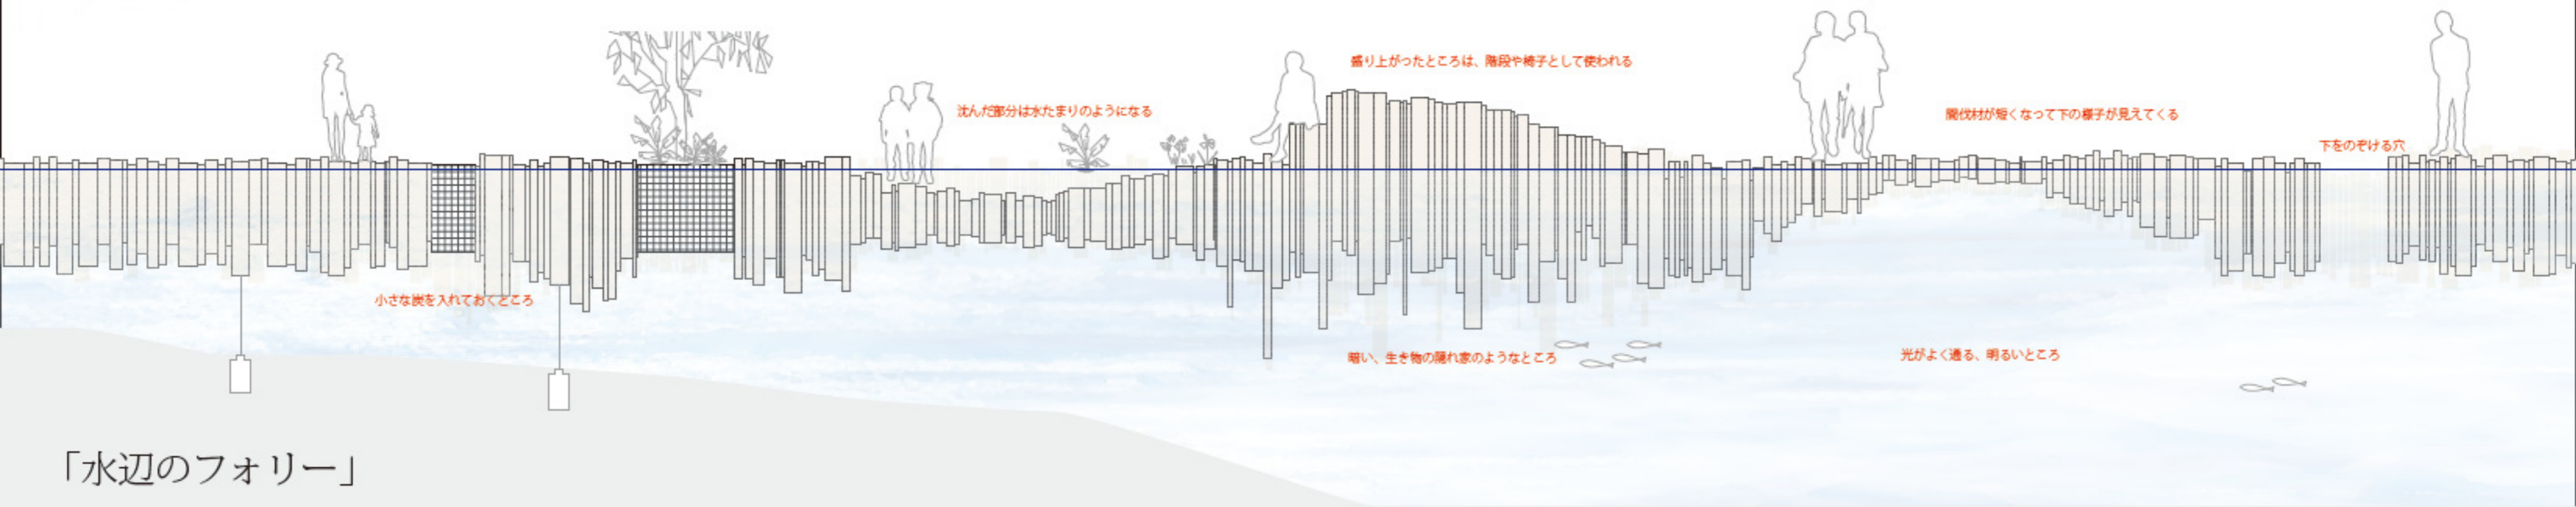 盛り上がったところは、階段や椅子として使われる
沈んだ部分は水たまりのようになる
間伐材が短くなって下の様子が見えてくる
下をのぞける穴
小さな炭を入れておくところ
暗い、生き物の隠れ家のようなところ
光がよく通る、明るいところ
「水辺のフォリー」